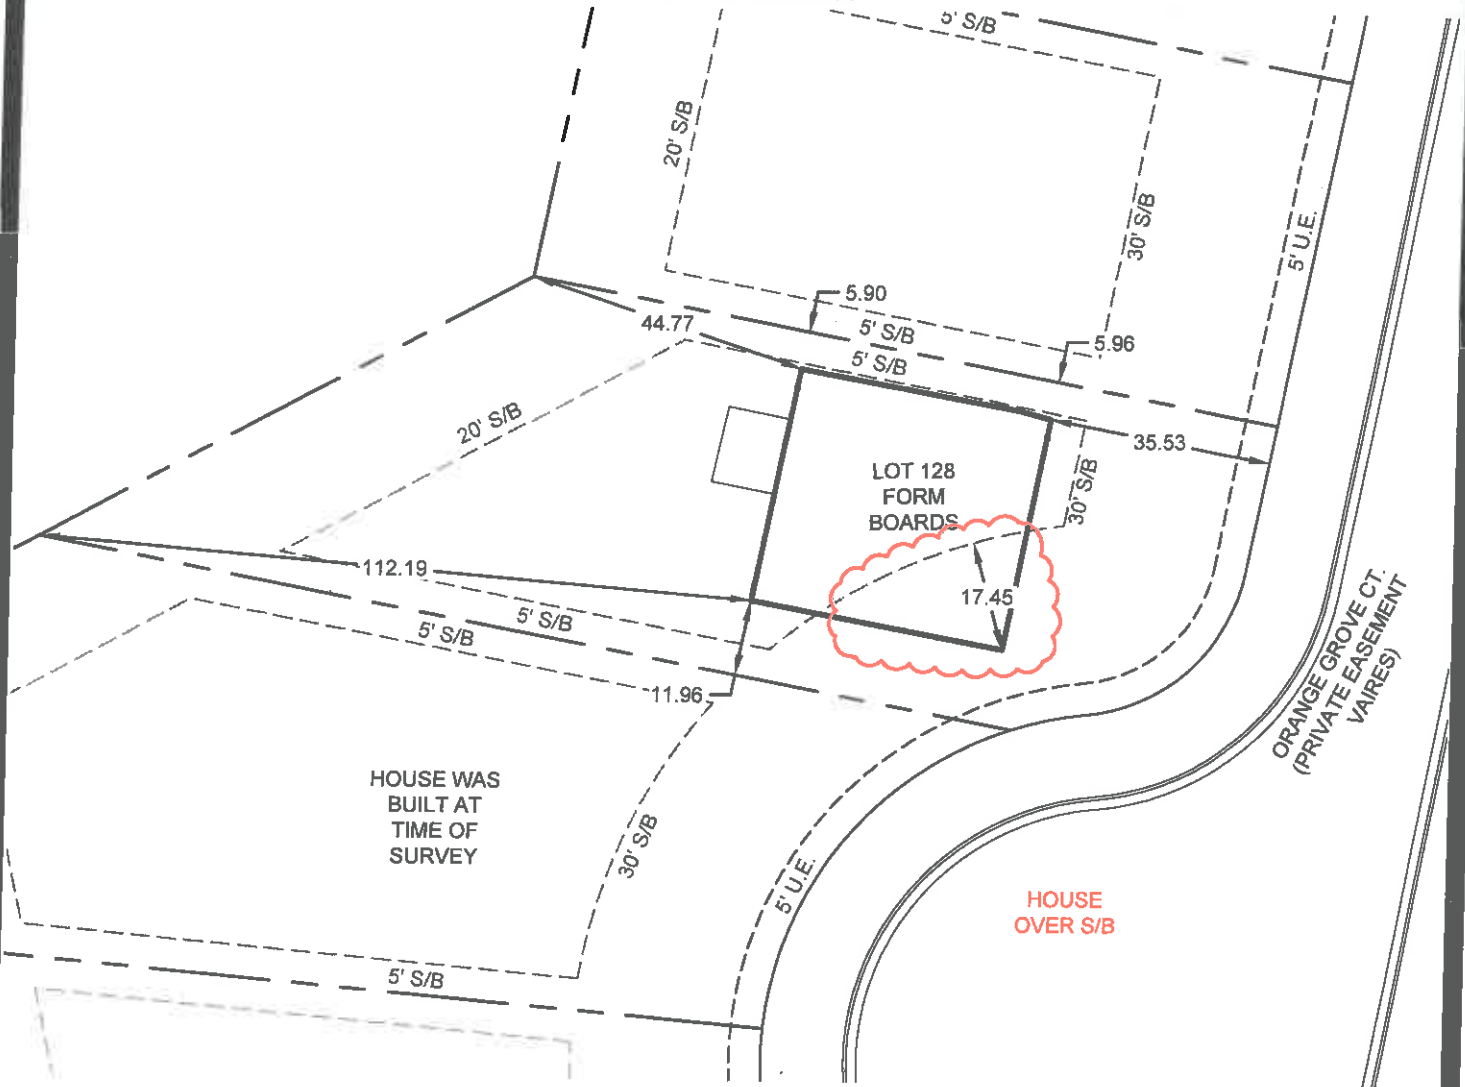 5' S/B
20' S/B
30' S/B
5' U.E.
5.90
44.77
5' S/B
5.96
5' S/B
20' S/B
35.53
LOT 128
FORM
BOARDS
30' S/B
112.19
17.45
5' S/B
5' S/B
11.96
ORANGE GROVE CT.
(PRIVATE EASEMENT
VAIRES)
HOUSE WAS
BUILT AT
TIME OF
SURVEY
30' S/B
5' U.E.
HOUSE
OVER S/B
5' S/B